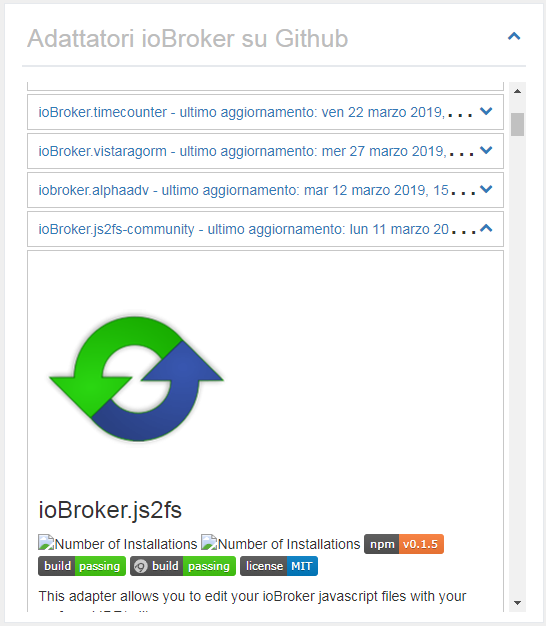 Adattatori ioBroker su Github
ioBroker.timecounter - ultimo aggiornamento: ven 22 marzo 2019, ...
ioBroker.vistaragorm - ultimo aggiornamento: mer 27 marzo 2019, ...
iobroker.alphaadv - ultimo aggiornamento: mar 12 marzo 2019, 15 ...
ioBroker.js2fs-community - ultimo aggiornamento: lun 11 marzo 20 ...
ioBroker.js2fs
Number of Installations Number of Installations npm v0.1.5
build passing build passing license MIT
This adapter allows you to edit your ioBroker javascript files with your